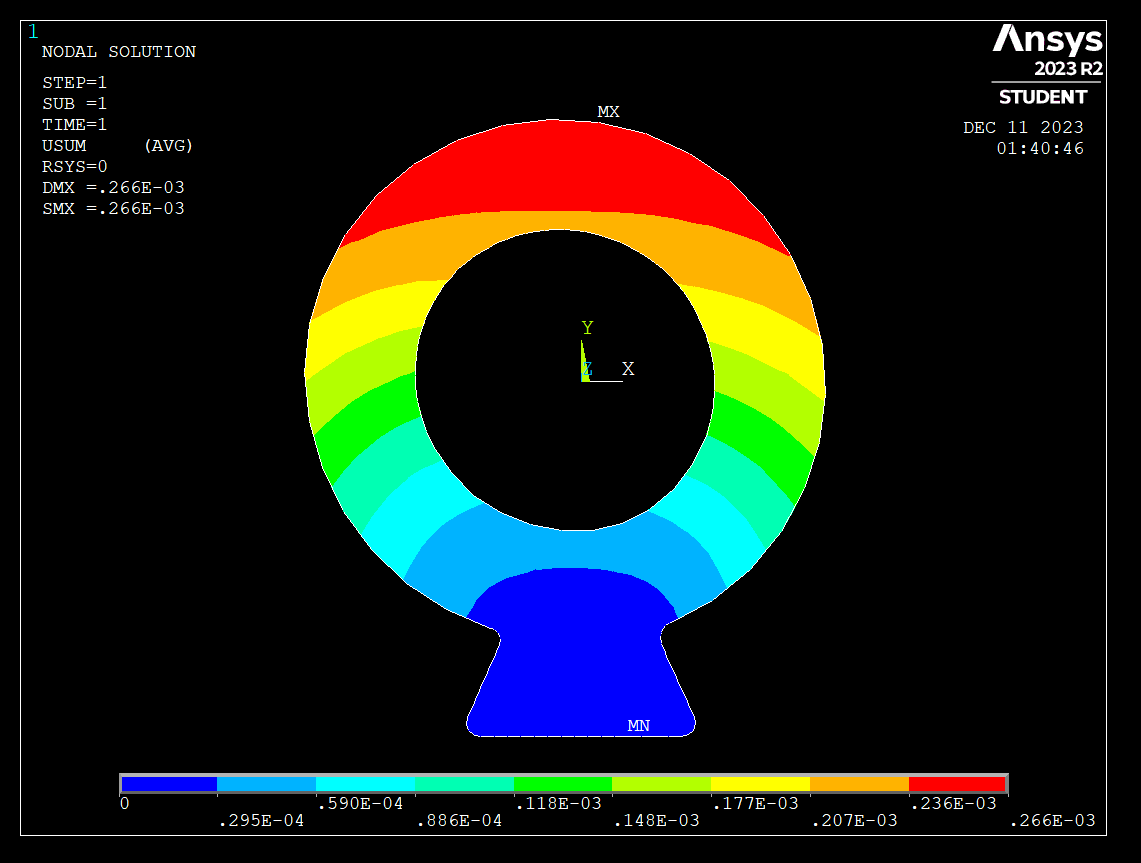 1
NODAL SOLUTION
STEP=1
SUB =1
TIME=1
USUM (AVG)
RSYS=0
DMX =.266E-03
SMX =.266E-03
Ansys
2023 R2
STUDENT
DEC 11 2023
01:40:46
MX
Y
Z X
MN
0 .590E-04 .118E-03 .177E-03 .236E-03
.295E-04 .886E-04 .148E-03 .207E-03 .266E-03